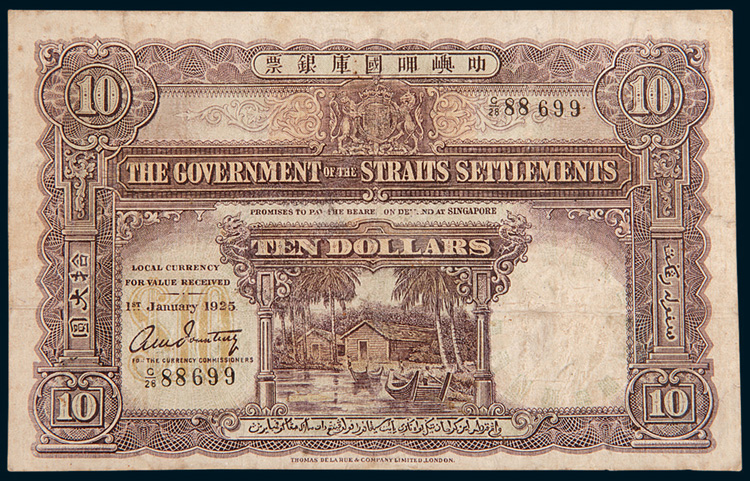 叻嶼呷國庫銀票
10
10
C/28 88699
THE GOVERNMENT OF THE STRAITS SETTLEMENTS
PROMISES TO PAY THE BEARER ON DEMAND AT SINGAPORE
TEN DOLLARS
LOCAL CURRENCY
FOR VALUE RECEIVED
1ST January 1925
FOR THE CURRENCY COMMISSIONERS
C/28 88699
拾大圓
سڤوله رڠݢيت
10
10
THOMAS DE LA RUE & COMPANY LIMITED, LONDON.